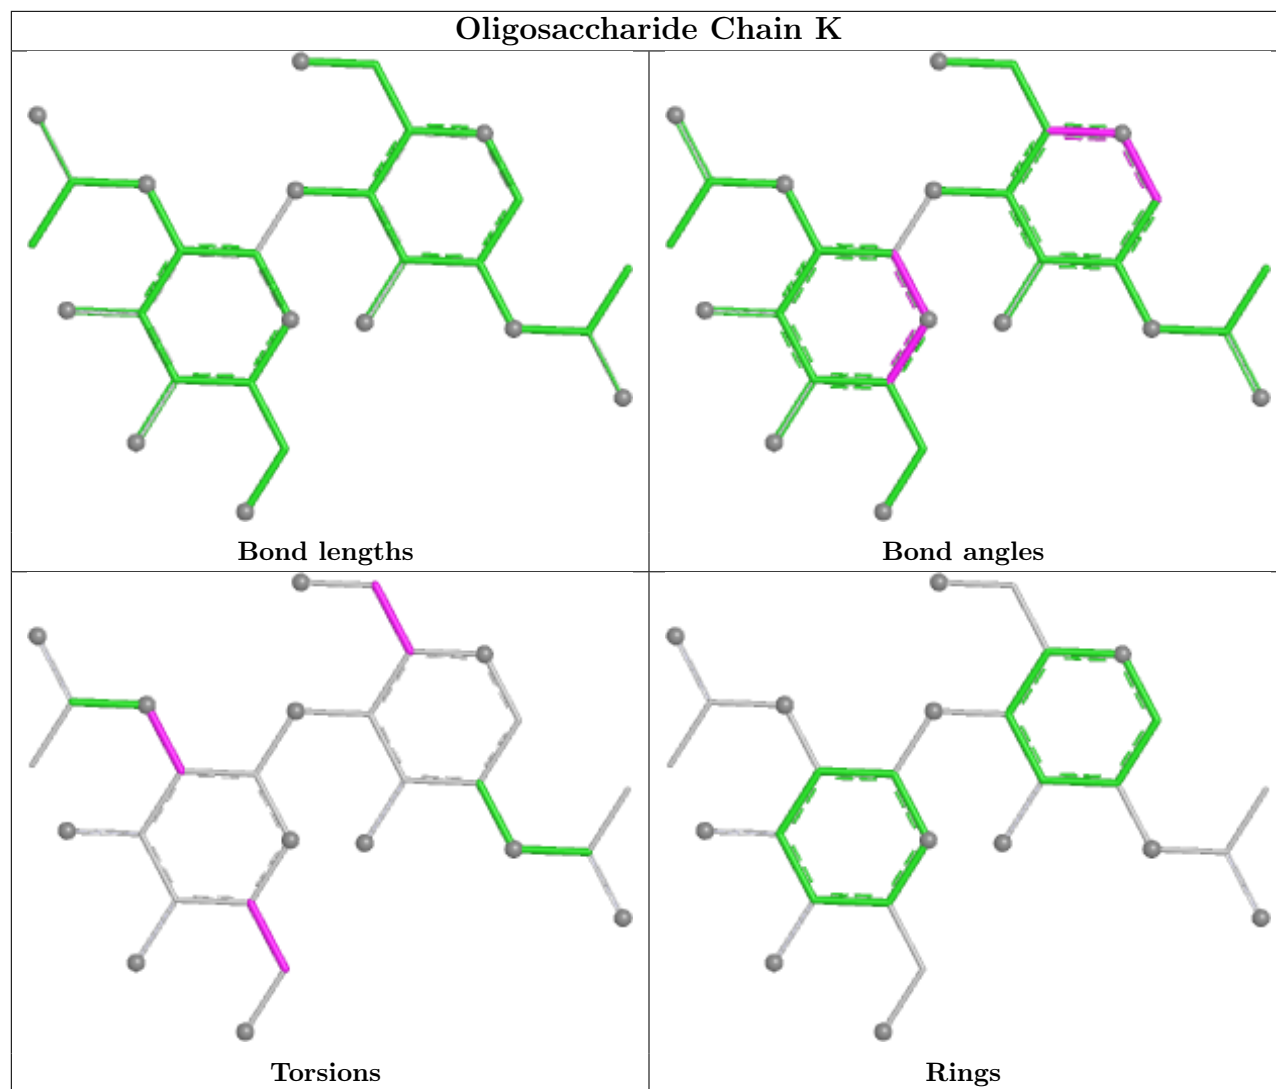 Oligosaccharide Chain K
Bond lengths
Bond angles
Torsions
Rings